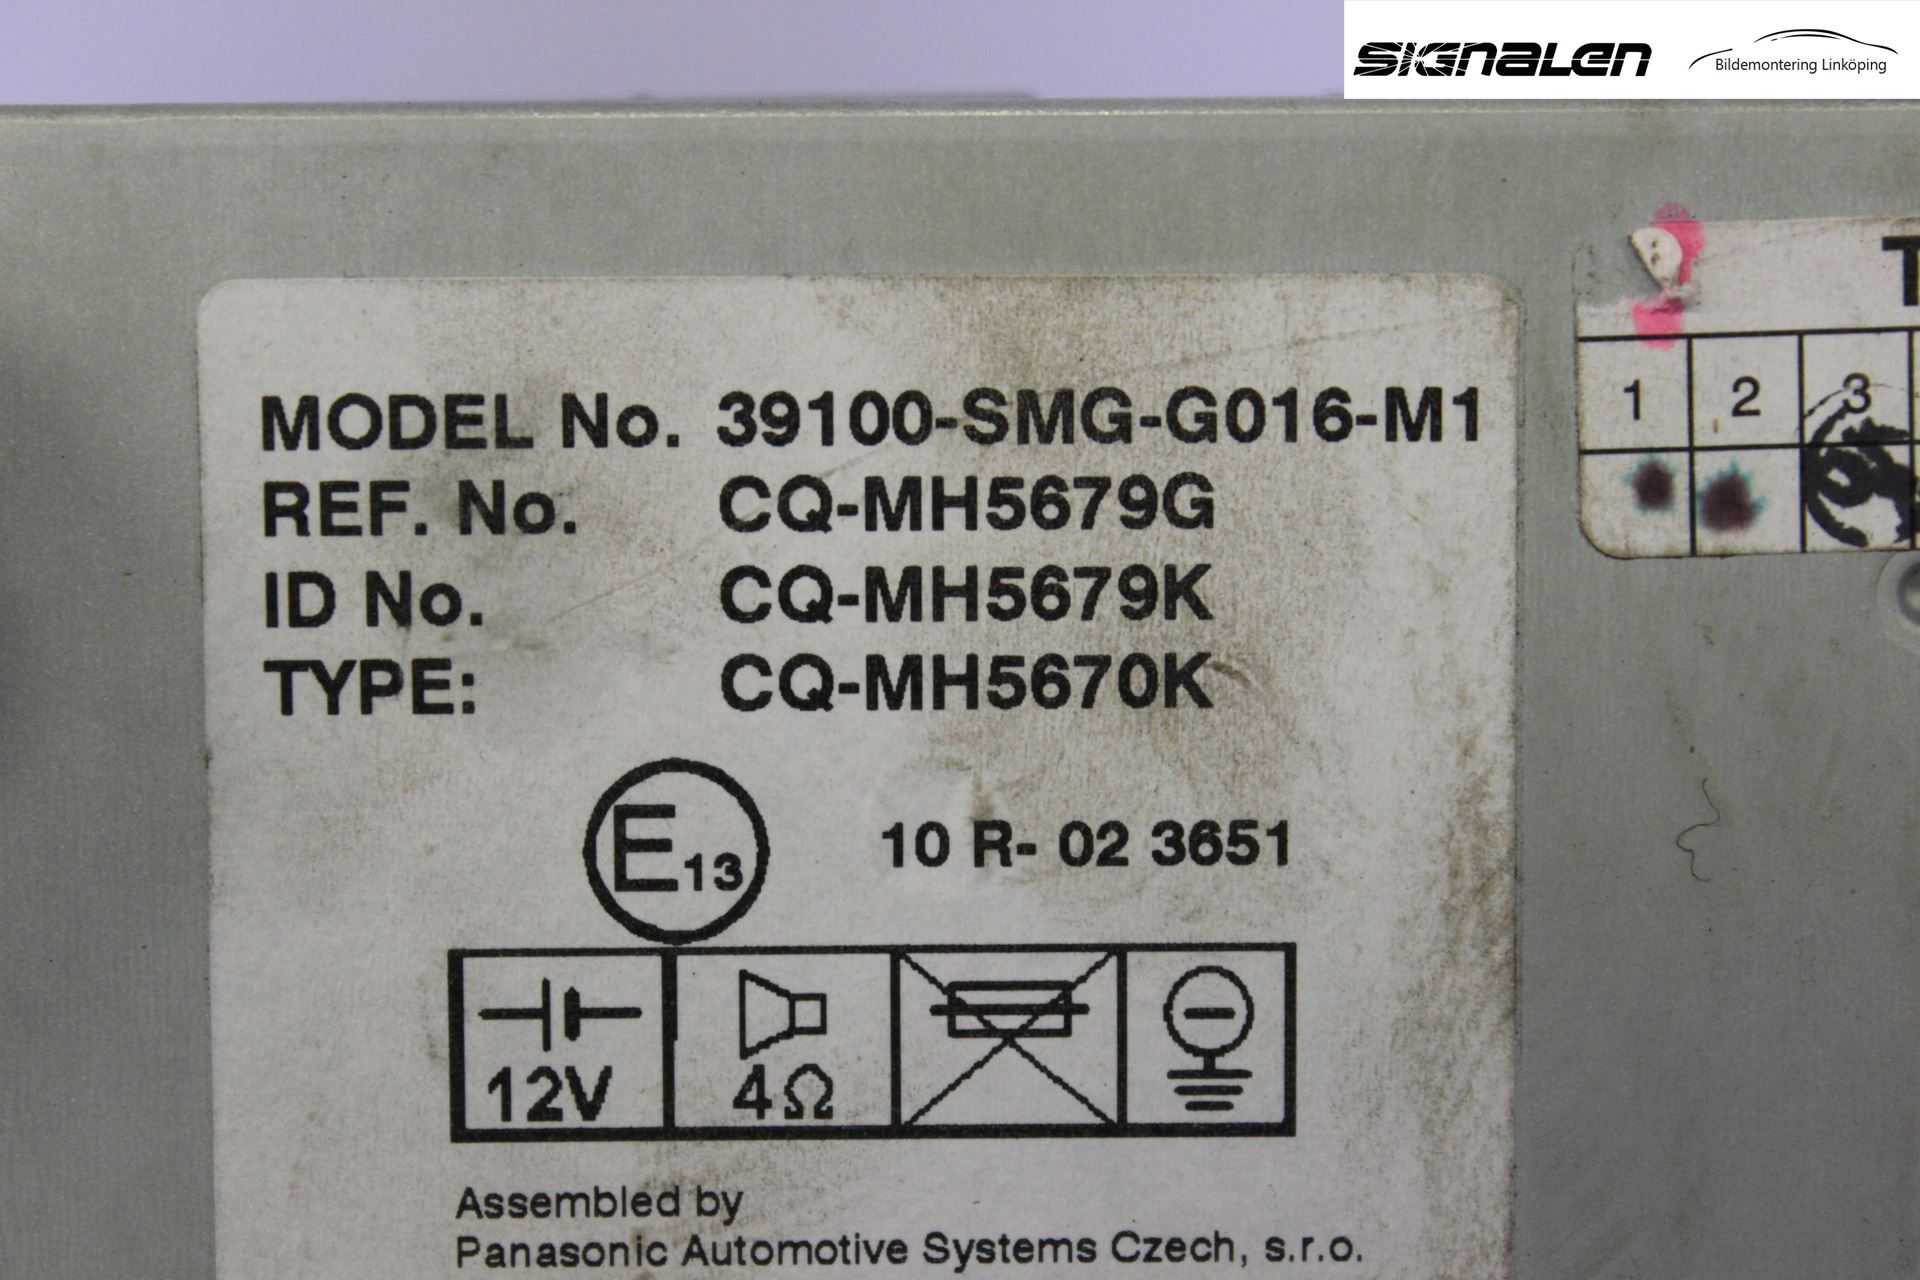 SIGNALEN
Bildemontering Linköping
T
1 2 3
MODEL No. 39100-SMG-G016-M1
REF. No. CQ-MH5679G
ID No. CQ-MH5679K
TYPE: CQ-MH5670K
E13 10 R- 02 3651
12V 4Ω
Assembled by
Panasonic Automotive Systems Czech, s.r.o.